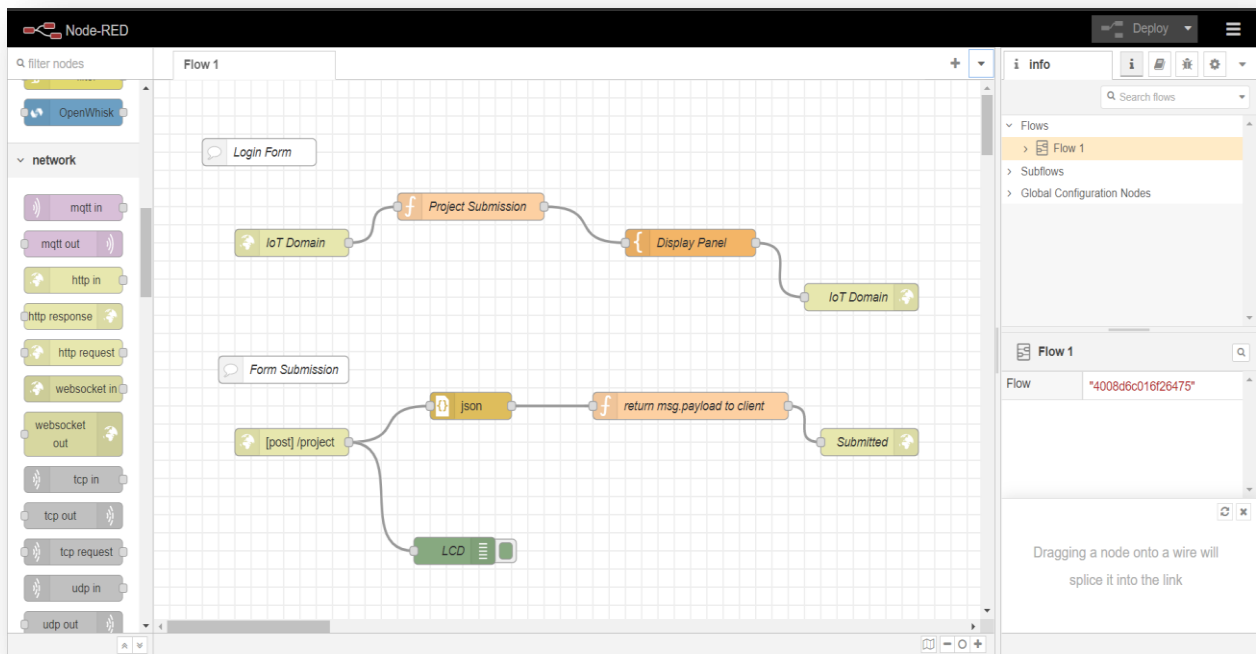 Node-RED
Deploy
filter nodes
Flow 1
i info
i
Search flows
OpenWhisk
network
mqtt in
mqtt out
http in
http response
http request
websocket in
websocket
out
tcp in
tcp out
tcp request
udp in
udp out
Login Form
Project Submission
IoT Domain
Display Panel
IoT Domain
Form Submission
json
return msg.payload to client
[post] /project
Submitted
LCD
Flows
Flow 1
Subflows
Global Configuration Nodes
Flow 1
Flow "4008d6c016f26475"
Dragging a node onto a wire will
splice it into the link